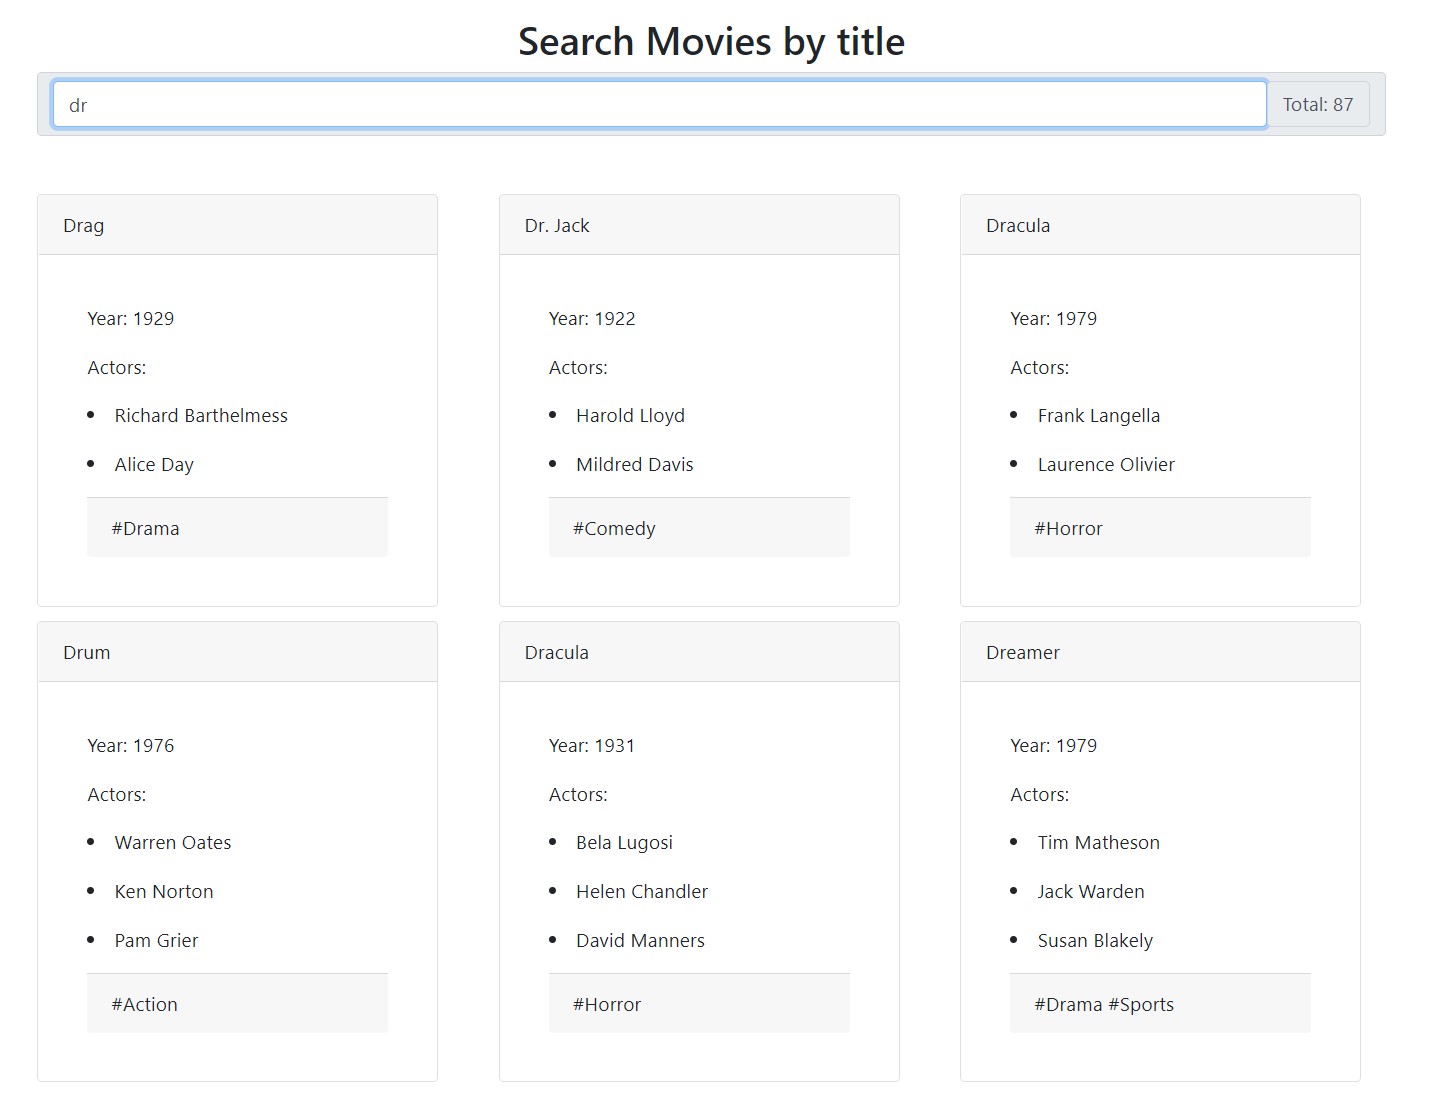 Search Movies by title
dr
Total: 87
Drag
Year: 1929
Actors:
Richard Barthelmess
Alice Day
#Drama
Dr. Jack
Year: 1922
Actors:
Harold Lloyd
Mildred Davis
#Comedy
Dracula
Year: 1979
Actors:
Frank Langella
Laurence Olivier
#Horror
Drum
Year: 1976
Actors:
Warren Oates
Ken Norton
Pam Grier
#Action
Dracula
Year: 1931
Actors:
Bela Lugosi
Helen Chandler
David Manners
#Horror
Dreamer
Year: 1979
Actors:
Tim Matheson
Jack Warden
Susan Blakely
#Drama #Sports